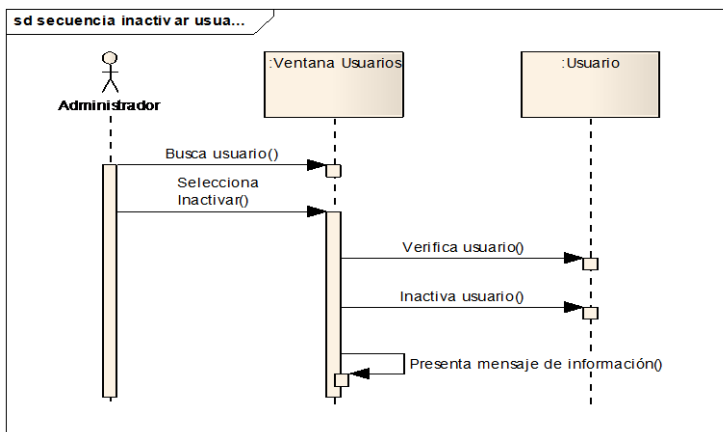 sd secuencia inactivar usua...
Administrador
:Ventana Usuarios
:Usuario
Busca usuario()
Selecciona
Inactivar()
Verifica usuario()
Inactiva usuario()
Presenta mensaje de información()